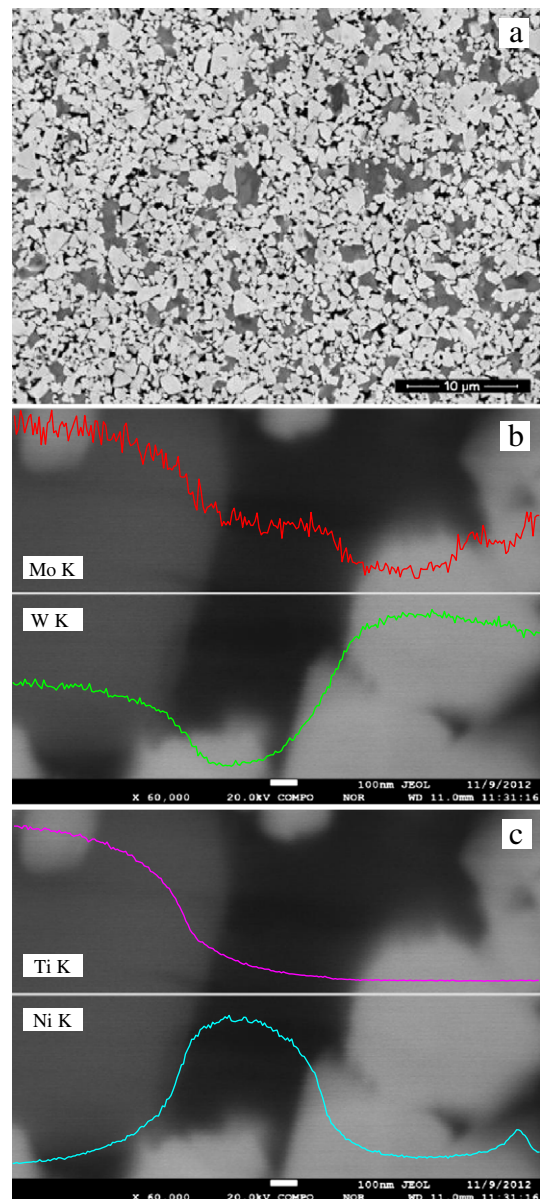 a
10 µm
b
Mo K
W K
100nm JEOL 11/9/2012
X 60,000 20.0kV COMPO NOR WD 11.0mm 11:31:16
c
Ti K
Ni K
100nm JEOL 11/9/2012
X 60,000 20.0kV COMPO NOR WD 11.0mm 11:31:16